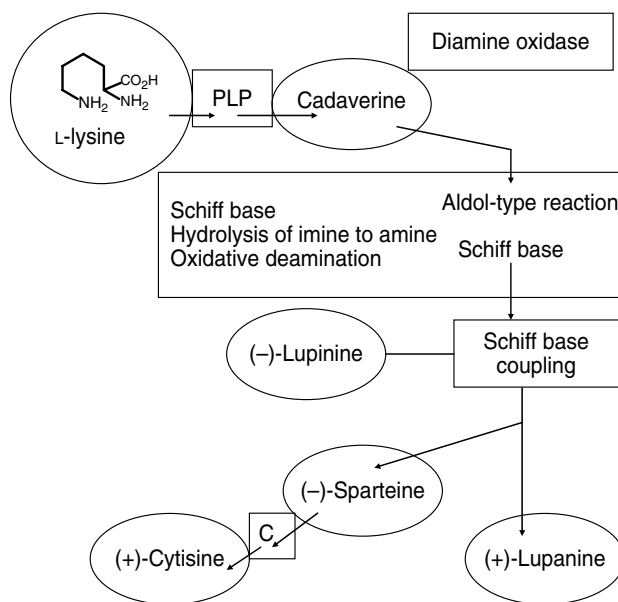 Diamine oxidase
CO₂H
NH₂
NH₂
L-lysine
PLP
Cadaverine
Schiff base
Hydrolysis of imine to amine
Oxidative deamination
Aldol-type reaction
Schiff base
(–)-Lupinine
Schiff base
coupling
(–)-Sparteine
C
(+)-Cytisine
(+)-Lupanine